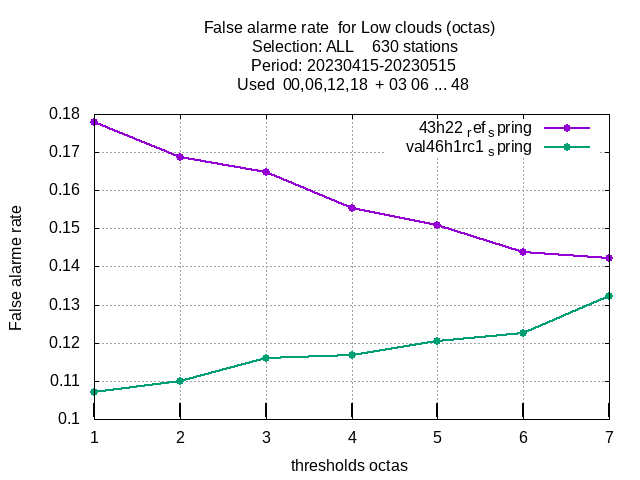 False alarme rate  for Low clouds (octas)
Selection: ALL    630 stations
Period: 20230415-20230515
Used  00,06,12,18  + 03 06 ... 48
0.18
0.17
0.16
0.15
0.14
0.13
0.12
0.11
0.1
False alarme rate
43h22 ref spring
val46h1rc1 spring
1 2 3 4 5 6 7
thresholds octas